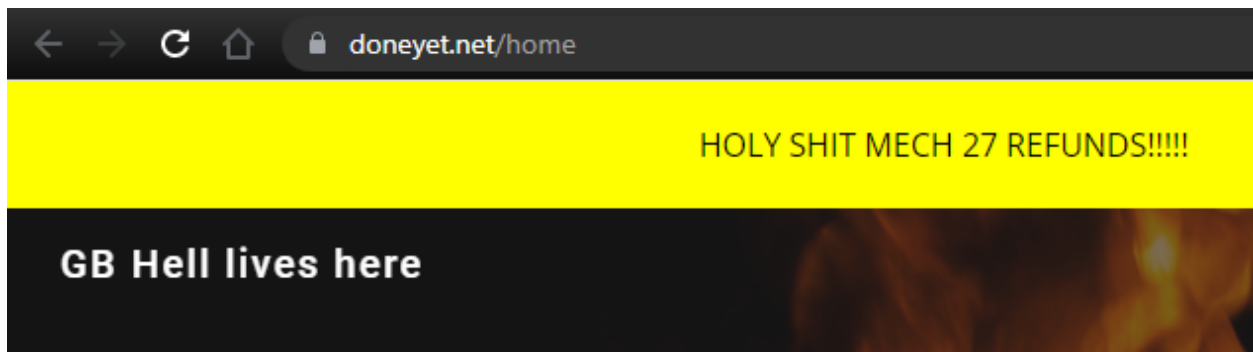 doneyet.net/home
HOLY SHIT MECH 27 REFUNDS!!!!!
GB Hell lives here